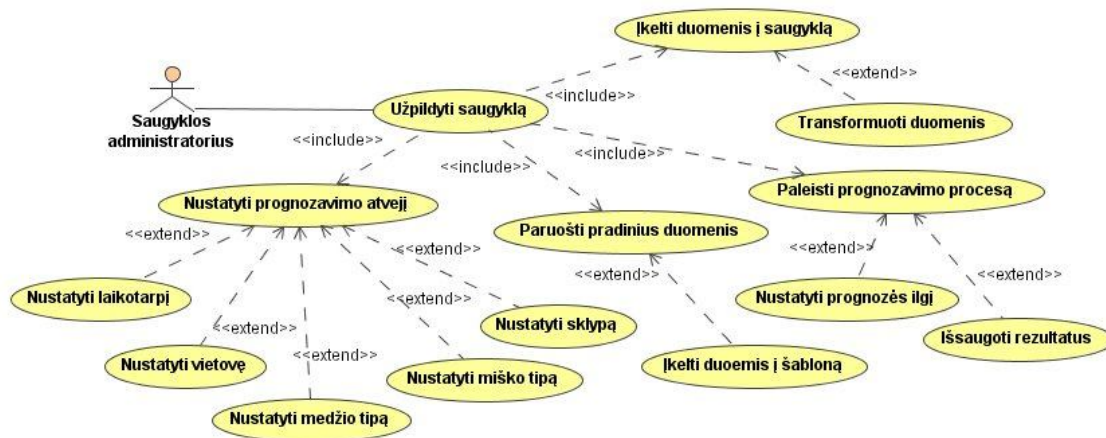 Įkelti duomenis į saugyklą
<<extend>>
<<include>>
Užpildyti saugyklą
Transformuoti duomenis
Saugyklos
administratorius
<<include>>
<<include>>
<<include>>
Nustatyti prognozavimo atvejį
Paleisti prognozavimo procesą
<<extend>>
Paruošti pradinius duomenis
<<extend>>
<<extend>>
<<extend>>
<<extend>>
Nustatyti laikotarpį
Nustatyti prognozės ilgį
<<extend>>
<<extend>>
Nustatyti sklypą
Išsaugoti rezultatus
<<extend>>
<<extend>>
Nustatyti vietovę
Nustatyti miško tipą
Įkelti duoemis į šabloną
Nustatyti medžio tipą